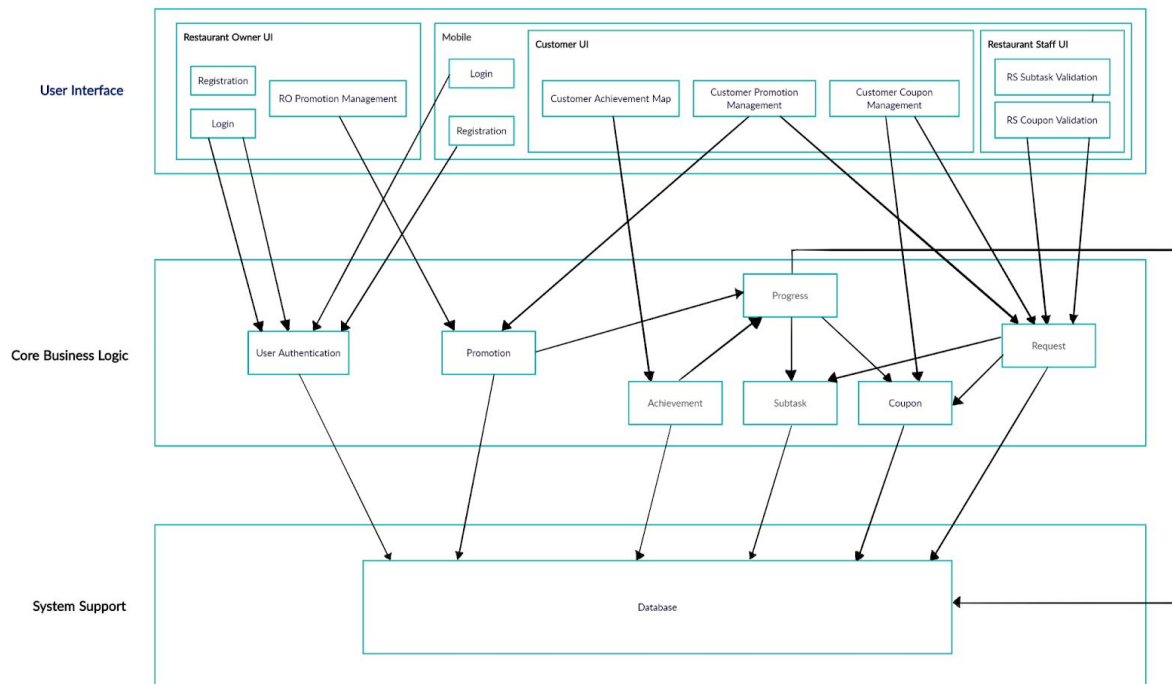 User Interface
Restaurant Owner UI
Registration
Login
RO Promotion Management
Mobile
Login
Registration
Customer UI
Customer Achievement Map
Customer Promotion
Management
Customer Coupon
Management
Restaurant Staff UI
RS Subtask Validation
RS Coupon Validation
Core Business Logic
User Authentication
Promotion
Progress
Achievement
Subtask
Coupon
Request
System Support
Database